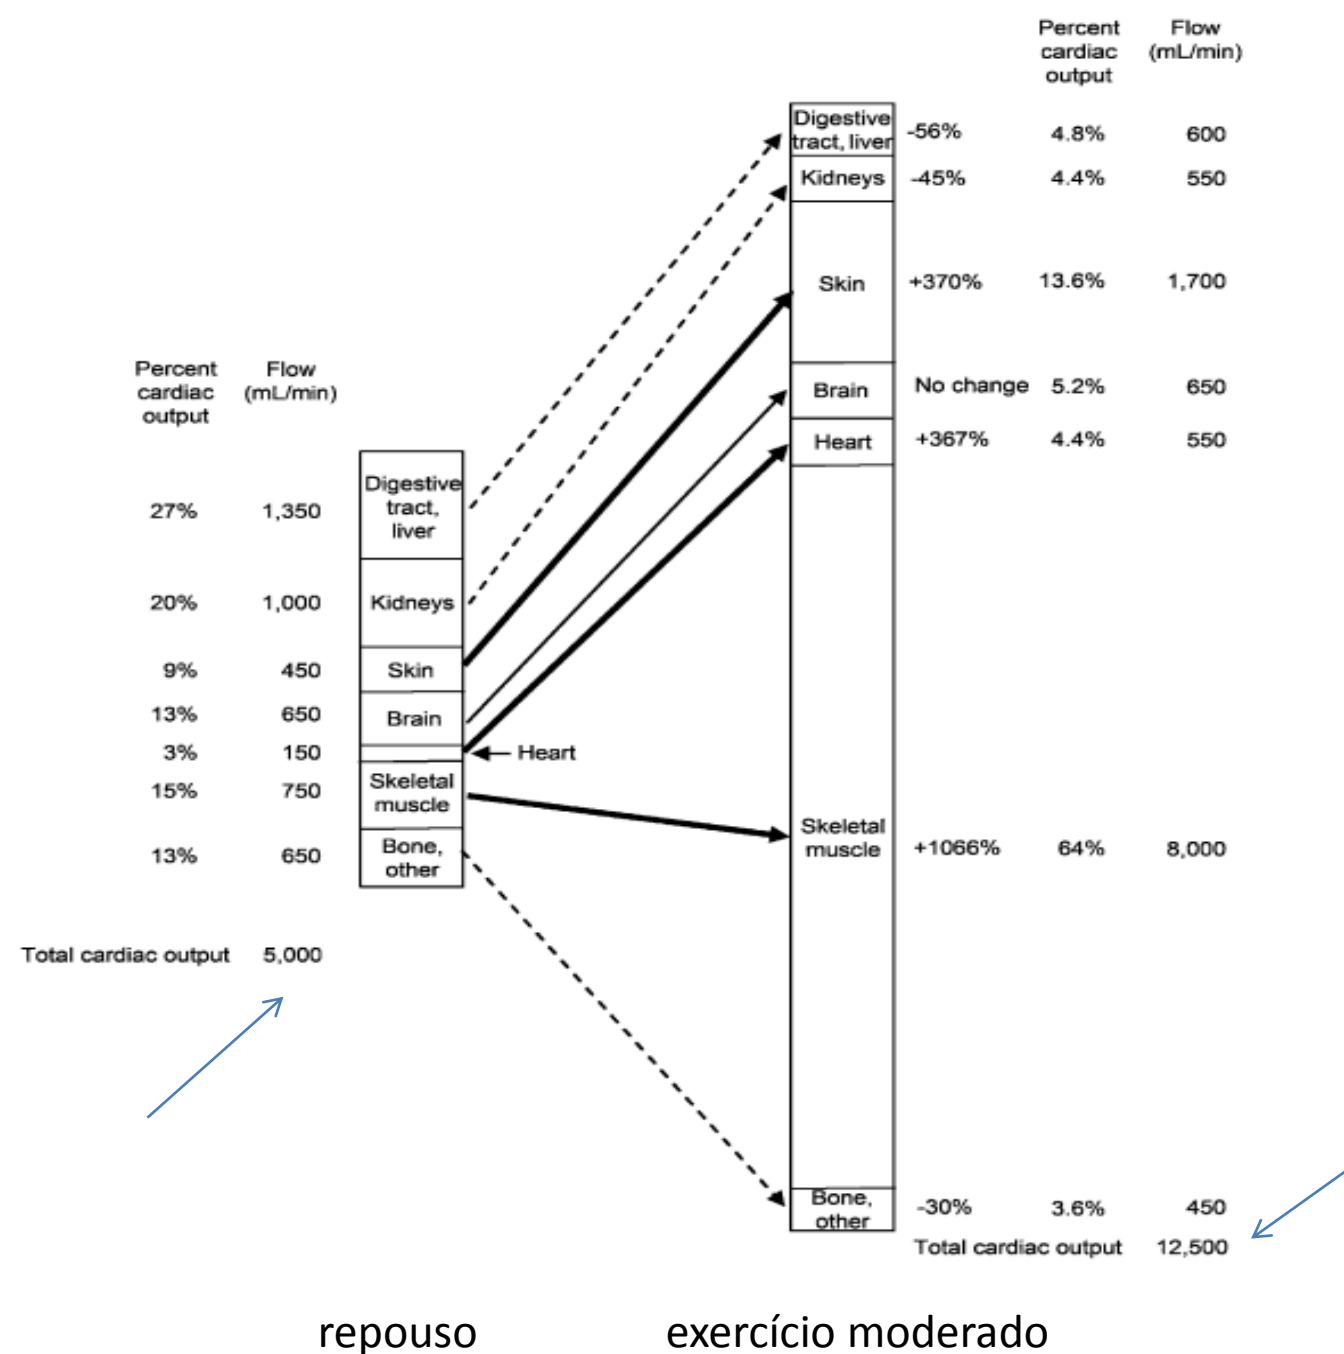 Percent
cardiac
output
Flow
(mL/min)
Digestive
tract, liver
-56%
4.8%
600
Kidneys
-45%
4.4%
550
Skin
+370%
13.6%
1,700
Brain
No change
5.2%
650
Heart
+367%
4.4%
550
Skeletal
muscle
+1066%
64%
8,000
Bone,
other
-30%
3.6%
450
Total cardiac output
12,500
Percent
cardiac
output
Flow
(mL/min)
27%
1,350
Digestive
tract,
liver
20%
1,000
Kidneys
9%
450
Skin
13%
650
Brain
3%
150
Heart
15%
750
Skeletal
muscle
13%
650
Bone,
other
Total cardiac output
5,000
repouso
exercício moderado